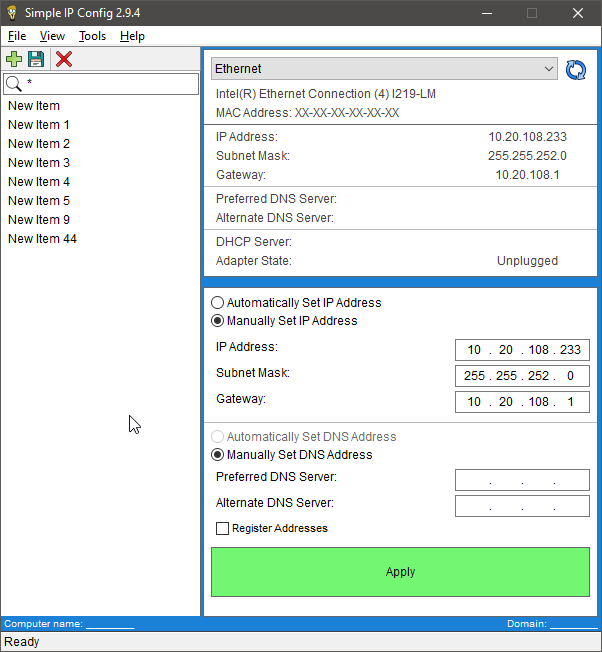 Simple IP Config 2.9.4
File View Tools Help
*
New Item
New Item 1
New Item 2
New Item 3
New Item 4
New Item 5
New Item 9
New Item 44
Ethernet
Intel(R) Ethernet Connection (4) I219-LM
MAC Address: XX-XX-XX-XX-XX-XX
IP Address: 10.20.108.233
Subnet Mask: 255.255.252.0
Gateway: 10.20.108.1
Preferred DNS Server:
Alternate DNS Server:
DHCP Server:
Adapter State: Unplugged
Automatically Set IP Address
Manually Set IP Address
IP Address: 10 . 20 . 108 . 233
Subnet Mask: 255 . 255 . 252 . 0
Gateway: 10 . 20 . 108 . 1
Automatically Set DNS Address
Manually Set DNS Address
Preferred DNS Server: . . .
Alternate DNS Server: . . .
Register Addresses
Apply
Computer name: ________ Domain: ________
Ready